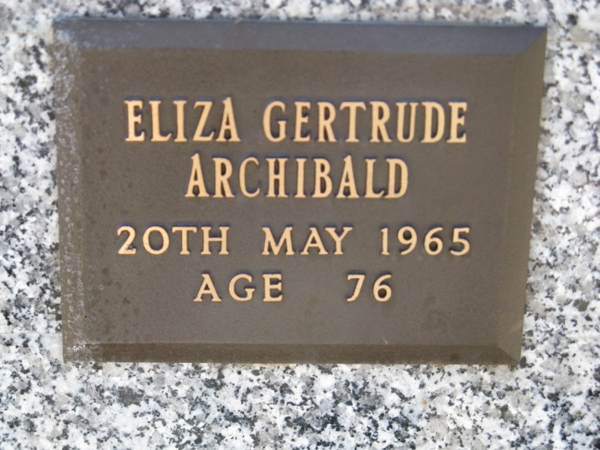 ELIZA GERTRUDE
ARCHIBALD
20TH MAY 1965
AGE 76